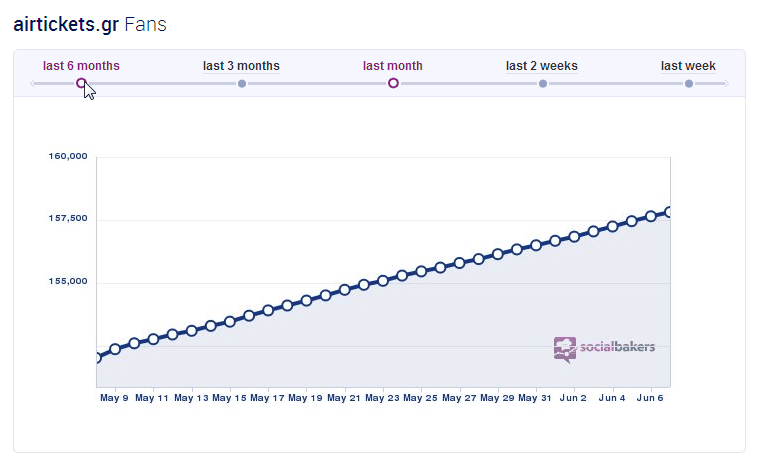 airtickets.gr Fans
last 6 months last 3 months last month last 2 weeks last week
160,000
157,500
155,000
socialbakers
May 9 May 11 May 13 May 15 May 17 May 19 May 21 May 23 May 25 May 27 May 29 May 31 Jun 2 Jun 4 Jun 6